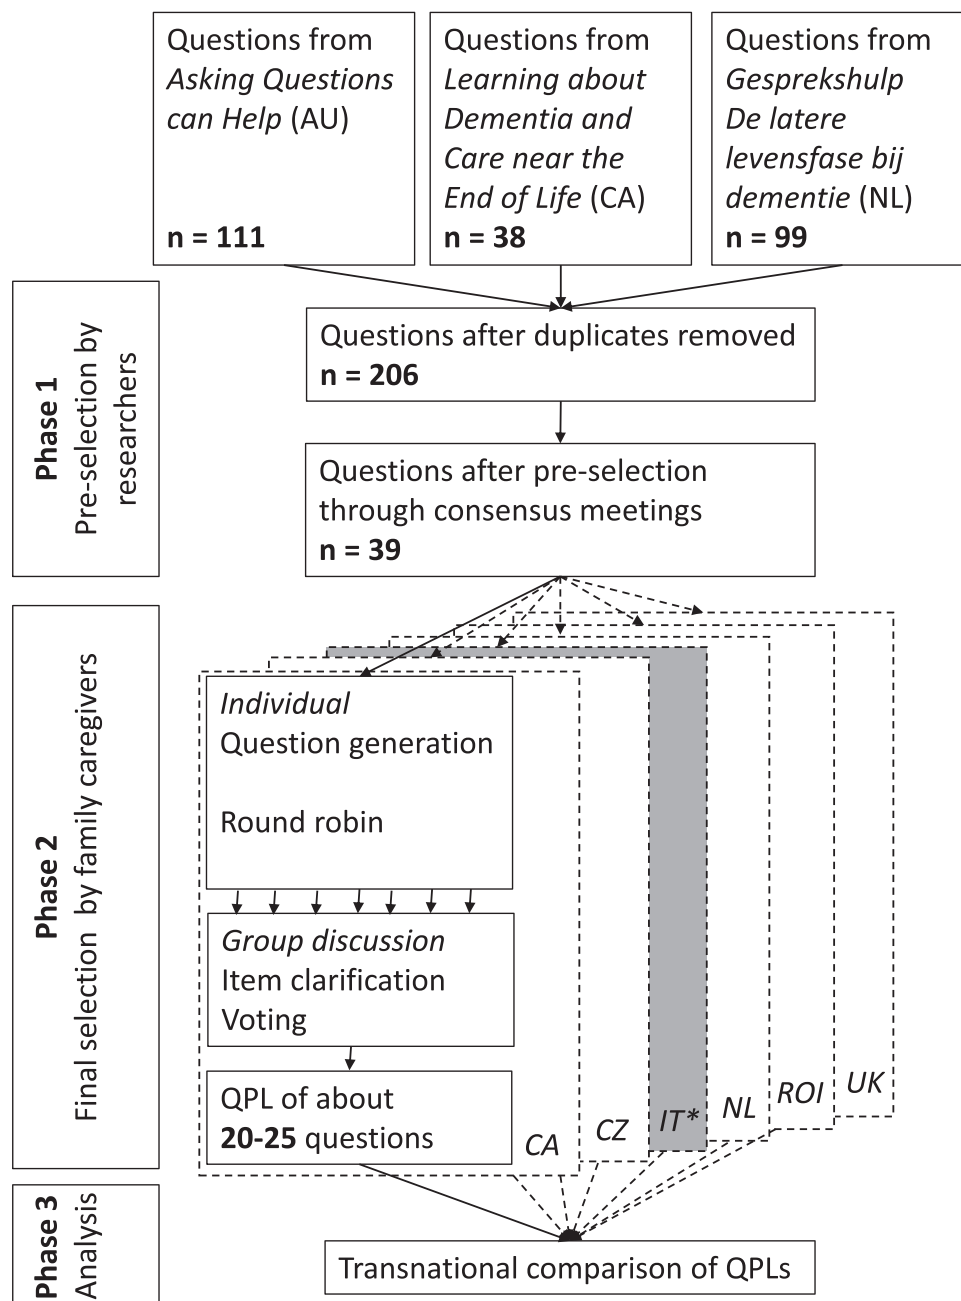 Questions from
Asking Questions
can Help (AU)
n = 111
Questions from
Learning about
Dementia and
Care near the
End of Life (CA)
n = 38
Questions from
Gesprekshulp
De latere
levensfase bij
dementie (NL)
n = 99
Phase 1
Pre-selection by
researchers
Questions after duplicates removed
n = 206
Questions after pre-selection
through consensus meetings
n = 39
Phase 2
Final selection by family caregivers
Individual
Question generation
Round robin
Group discussion
Item clarification
Voting
QPL of about
20-25 questions
CA
CZ
IT*
NL
ROI
UK
Phase 3
Analysis
Transnational comparison of QPLs